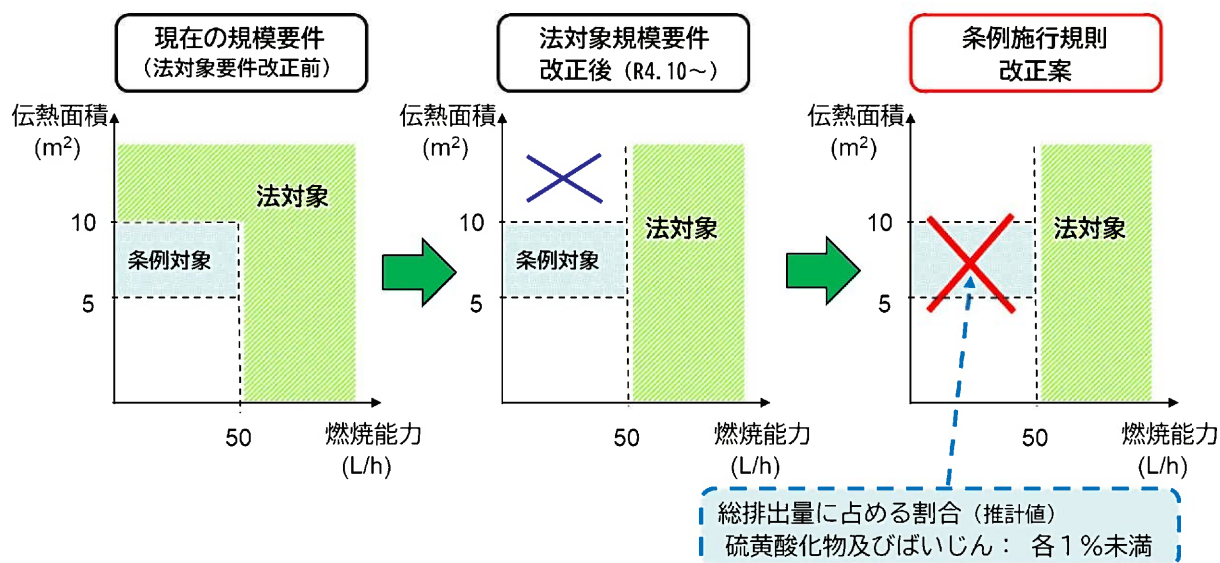 現在の規模要件
（法対象要件改正前）
伝熱面積
(m²)
法対象
10
条例対象
5
50
燃焼能力
(L/h)
法対象規模要件
改正後（R4.10～）
伝熱面積
(m²)
10
法対象
条例対象
5
50
燃焼能力
(L/h)
条例施行規則
改正案
伝熱面積
(m²)
10
法対象
5
50
燃焼能力
(L/h)
総排出量に占める割合（推計値）
硫黄酸化物及びばいじん： 各１％未満